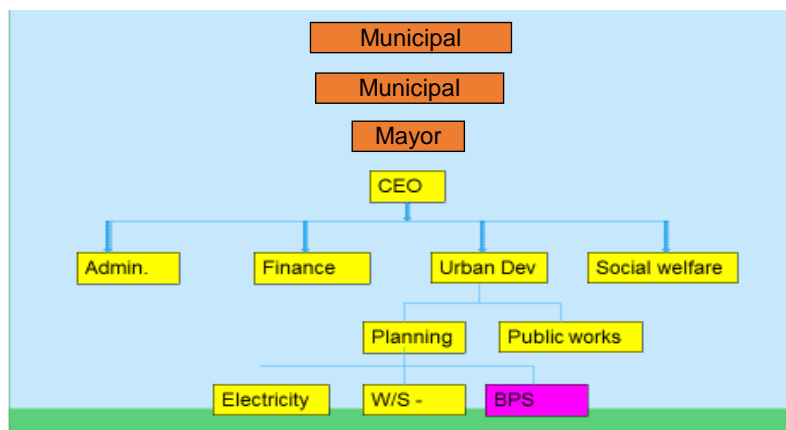 Municipal
Municipal
Mayor
CEO
Admin.
Finance
Urban Dev
Social welfare
Planning
Public works
Electricity
W/S -
BPS